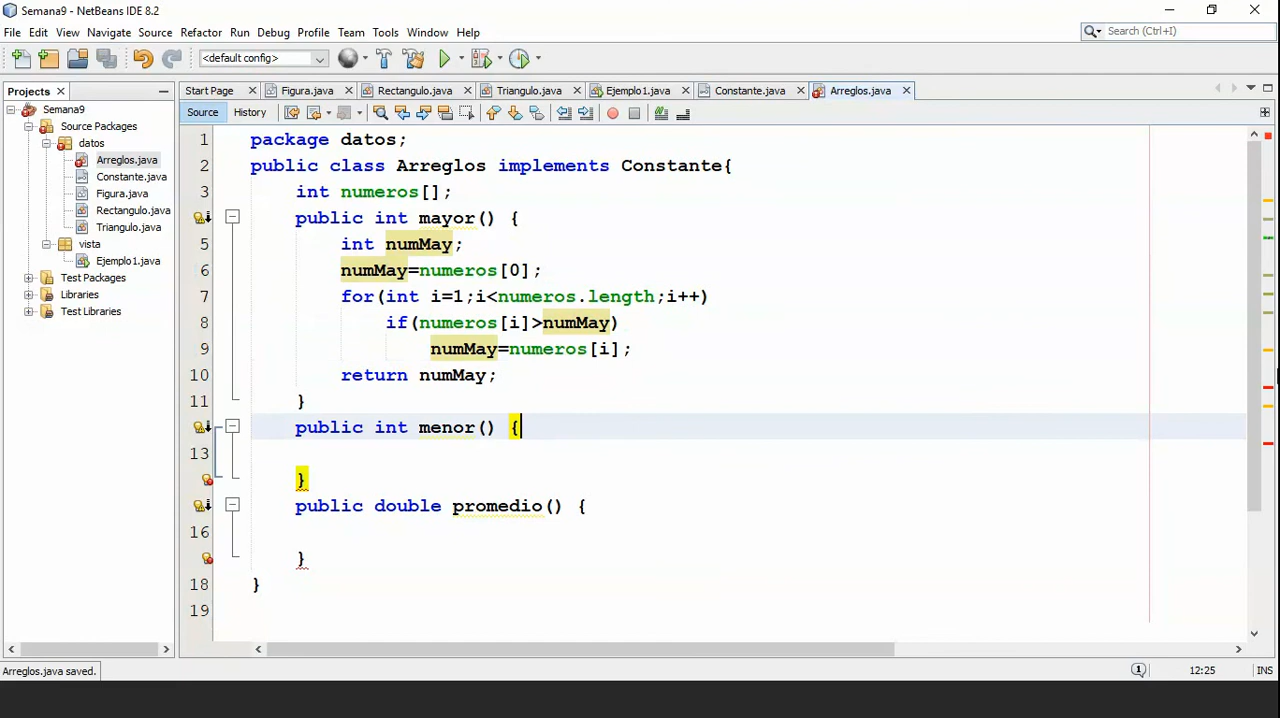 Semana9 - NetBeans IDE 8.2
File Edit View Navigate Source Refactor Run Debug Profile Team Tools Window Help
Search (Ctrl+I)
<default config>
Projects
Start Page Figura.java Rectangulo.java Triangulo.java Ejemplo1.java Constante.java Arreglos.java
Source History
Semana9
Source Packages
datos
Arreglos.java
Constante.java
Figura.java
Rectangulo.java
Triangulo.java
vista
Ejemplo1.java
Test Packages
Libraries
Test Libraries
1 package datos;
2 public class Arreglos implements Constante{
3 int numeros[];
public int mayor() {
5 int numMay;
6 numMay=numeros[0];
7 for(int i=1;i<numeros.length;i++)
8 if(numeros[i]>numMay)
9 numMay=numeros[i];
10 return numMay;
11 }
public int menor() {
13
}
public double promedio() {
16
}
18 }
19
Arreglos.java saved.
1
12:25
INS